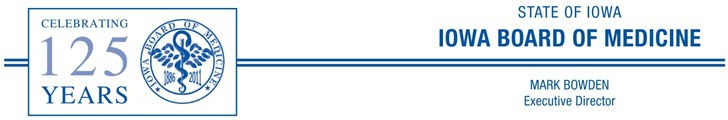 CELEBRATING
125
YEARS
IOWA BOARD OF MEDICINE
1886 2011
STATE OF IOWA
IOWA BOARD OF MEDICINE
MARK BOWDEN
Executive Director